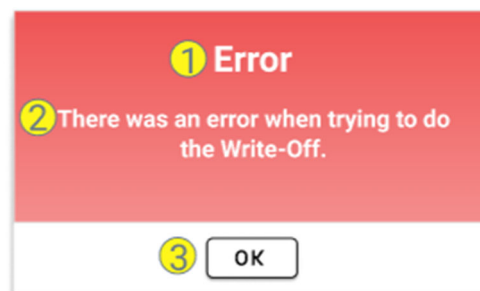 1 Error
2 There was an error when trying to do
the Write-Off.
3 OK